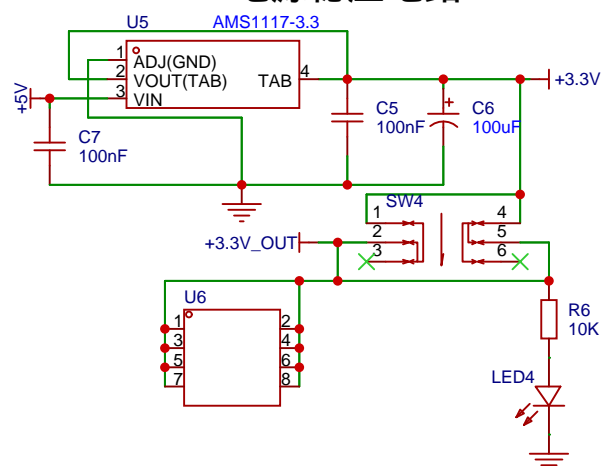 U5 AMS1117-3.3
1 ADJ(GND)
2 VOUT(TAB) TAB 4
3 VIN
+5V
+3.3V
C7
100nF
C5
100nF
C6
100uF
SW4
1 4
2 5
3 6
+3.3V_OUT
U6
1 2
3 4
5 6
7 8
R6
10K
LED4